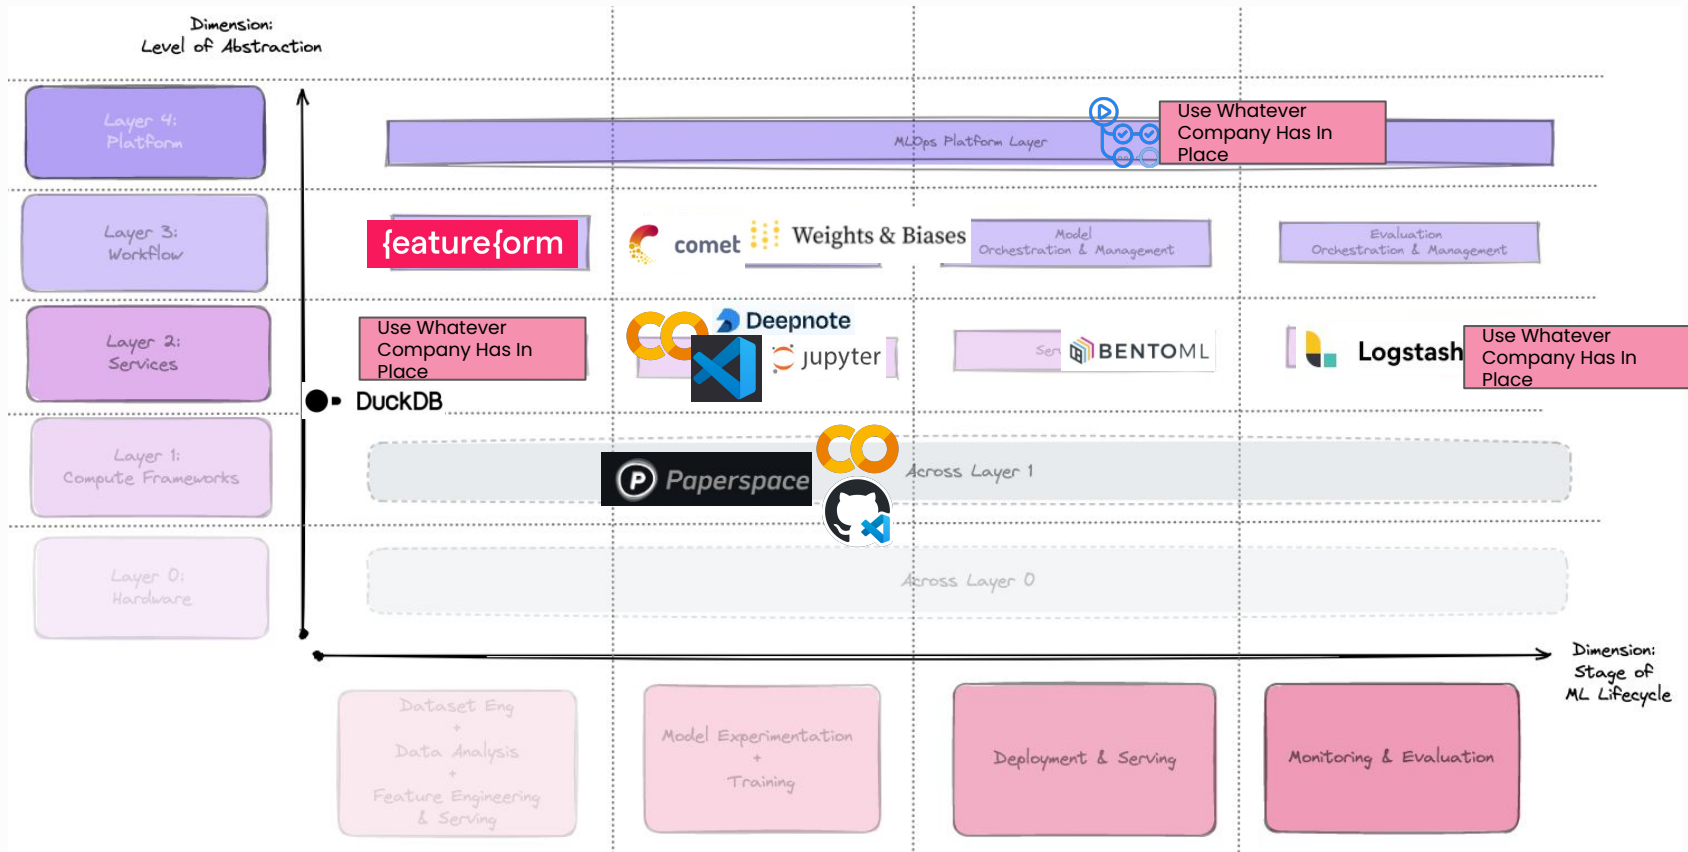 Dimension:
Level of Abstraction
Layer 4:
Platform
MLOps Platform Layer
Use Whatever
Company Has In
Place
Layer 3:
Workflow
{eature{orm
comet
Weights & Biases
Model
Orchestration & Management
Evaluation
Orchestration & Management
Layer 2:
Services
Use Whatever
Company Has In
Place
Deepnote
jupyter
Ser
BENTOML
Logstash
Use Whatever
Company Has In
Place
DuckDB
Layer 1:
Compute Frameworks
P Paperspace
Across Layer 1
Layer 0:
Hardware
Across Layer 0
Dimension:
Stage of
ML Lifecycle
Dataset Eng
+
Data Analysis
+
Feature Engineering
& Serving
Model Experimentation
+
Training
Deployment & Serving
Monitoring & Evaluation